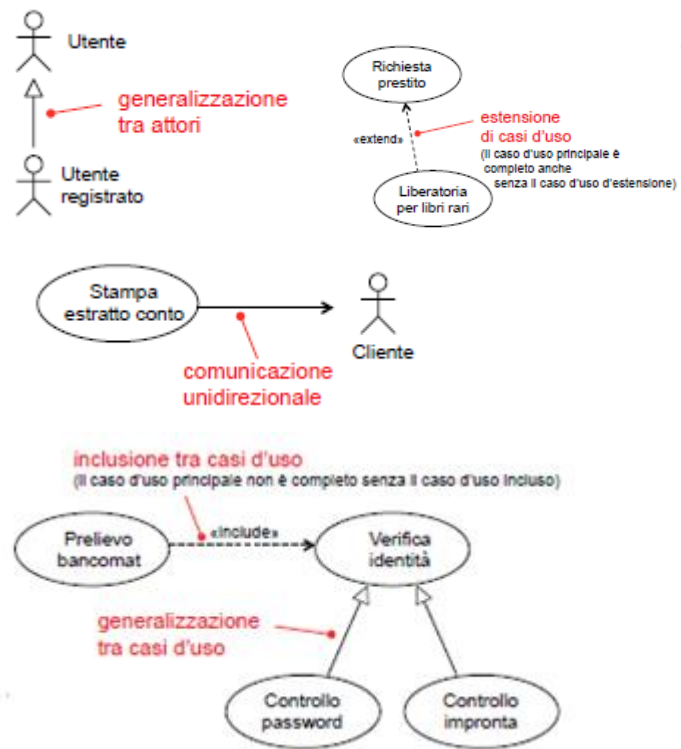 Utente
generalizzazione
tra attori
Utente
registrato
Richiesta
prestito
«extend»
estensione
di casi d'uso
(Il caso d'uso principale è
completo anche
senza il caso d'uso d'estensione)
Liberatoria
per libri rari
Stampa
estratto conto
Cliente
comunicazione
unidirezionale
inclusione tra casi d'uso
(Il caso d'uso principale non è completo senza il caso d'uso incluso)
Prelievo
bancomat
«include»
Verifica
identità
generalizzazione
tra casi d'uso
Controllo
password
Controllo
impronta